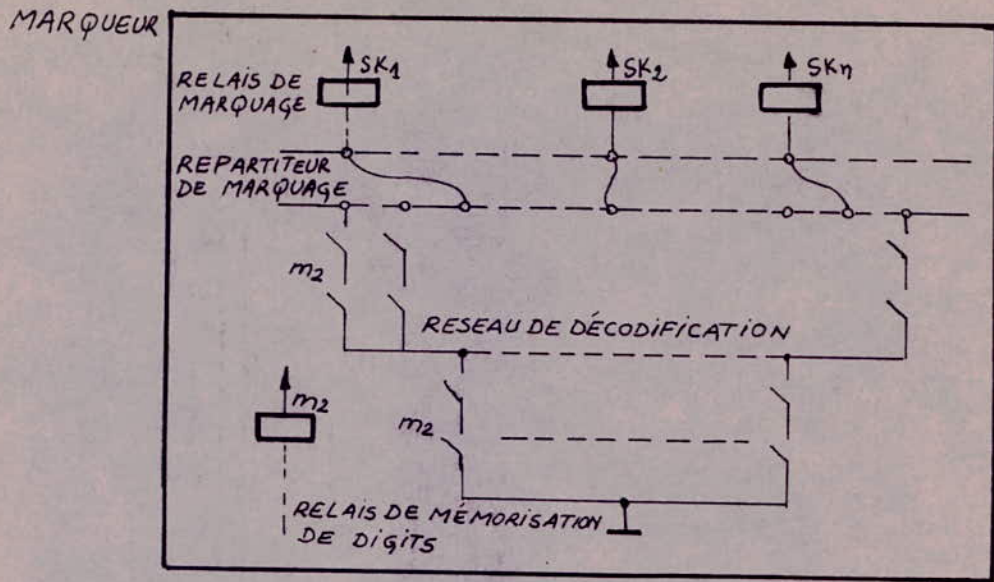 MARQUEUR
SK1
SK2
SKn
RELAIS DE
MARQUAGE
REPARTITEUR
DE MARQUAGE
m2
RESEAU DE DÉCODIFICATION
m2
m2
RELAIS DE MÉMORISATION
DE DIGITS